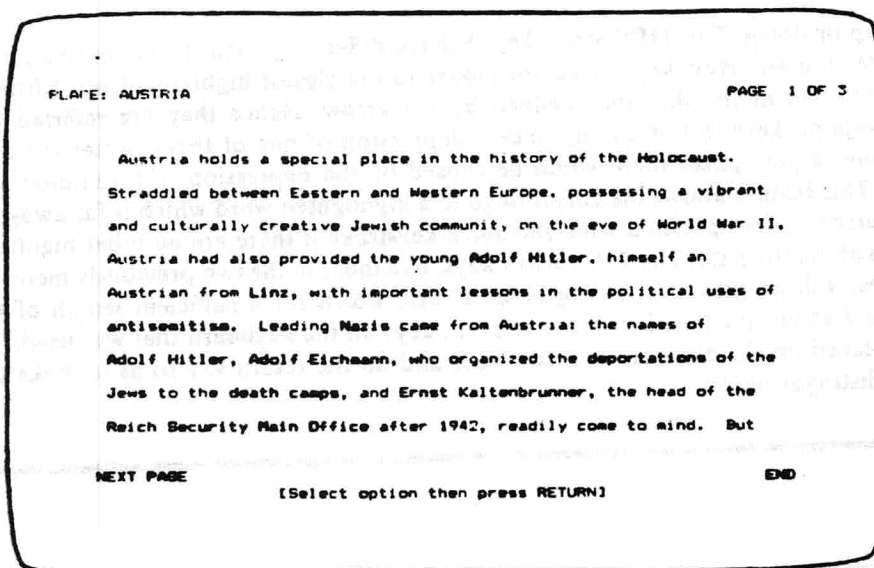 PLACE: AUSTRIA PAGE 1 OF 3
Austria holds a special place in the history of the Holocaust.
Straddling between Eastern and Western Europe, possessing a vibrant
and culturally creative Jewish community, on the eve of World War II,
Austria had also provided the young Adolf Hitler, himself an
Austrian from Linz, with important lessons in the political uses of
antisemitism. Leading Nazis came from Austria: the names of
Adolf Hitler, Adolf Eichmann, who organized the deportations of the
Jews to the death camps, and Ernst Kaltenbrunner, the head of the
Reich Security Main Office after 1942, readily come to mind. But
NEXT PAGE END
[Select option then press RETURN]